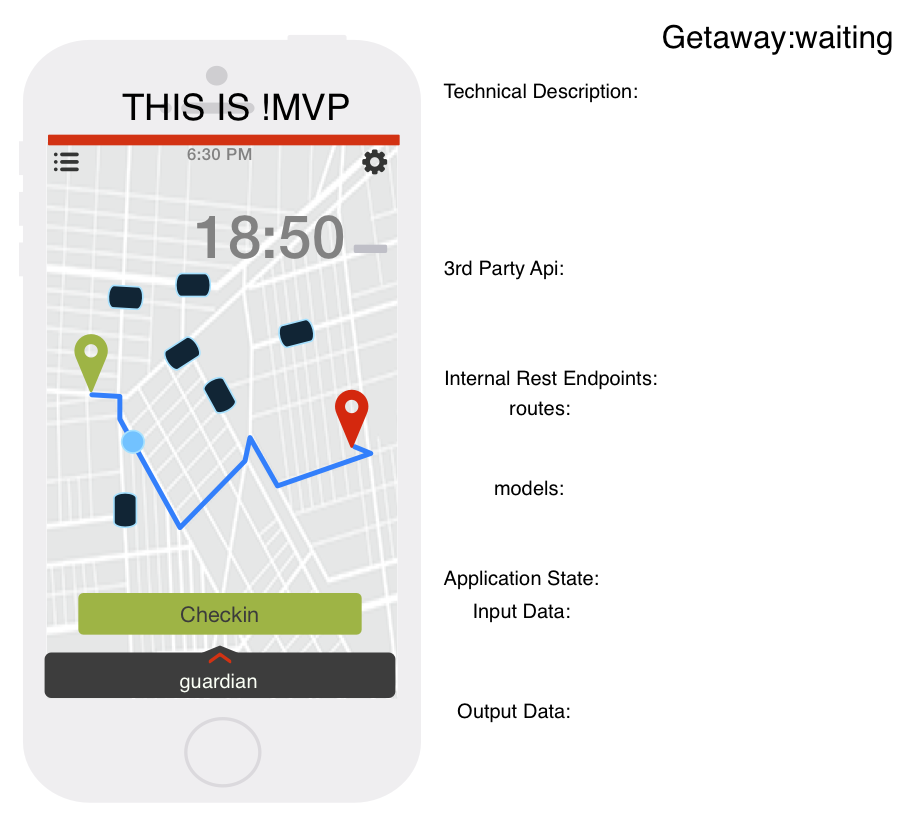 Getaway:waiting
THIS IS !MVP
6:30 PM
18:50
Checkin
guardian
Technical Description:
3rd Party Api:
Internal Rest Endpoints:
routes:
models:
Application State:
Input Data:
Output Data: